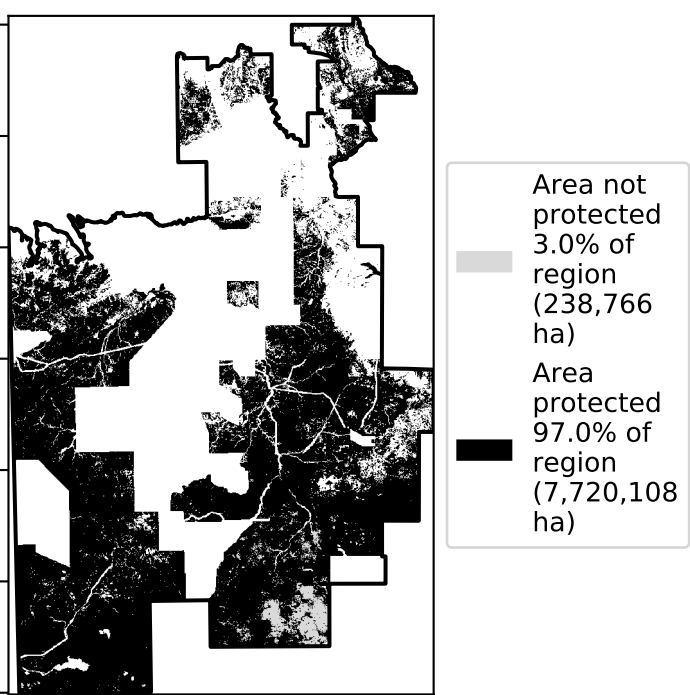 Area not
protected
3.0% of
region
(238,766
ha)
Area
protected
97.0% of
region
(7,720,108
ha)